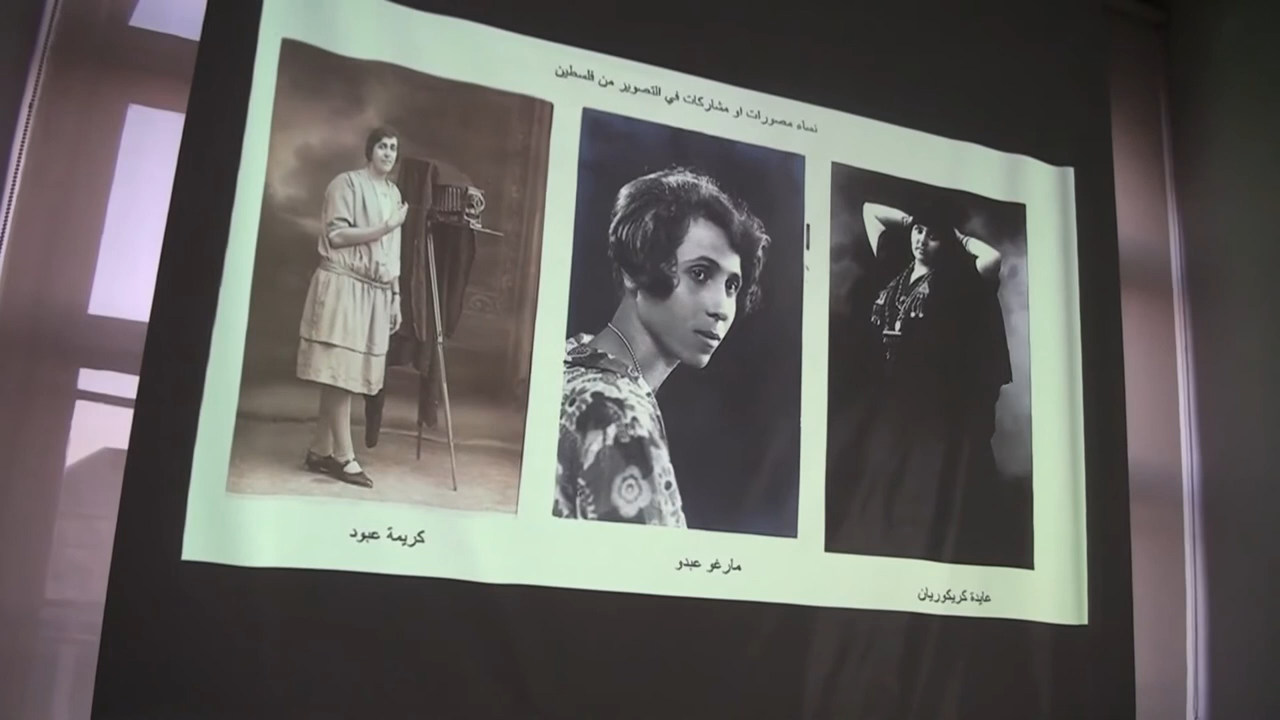 نساء مصورات او مشاركات في التصوير من فلسطين
كريمة عبود
مارغو عبدو
عايدة كريكوريان